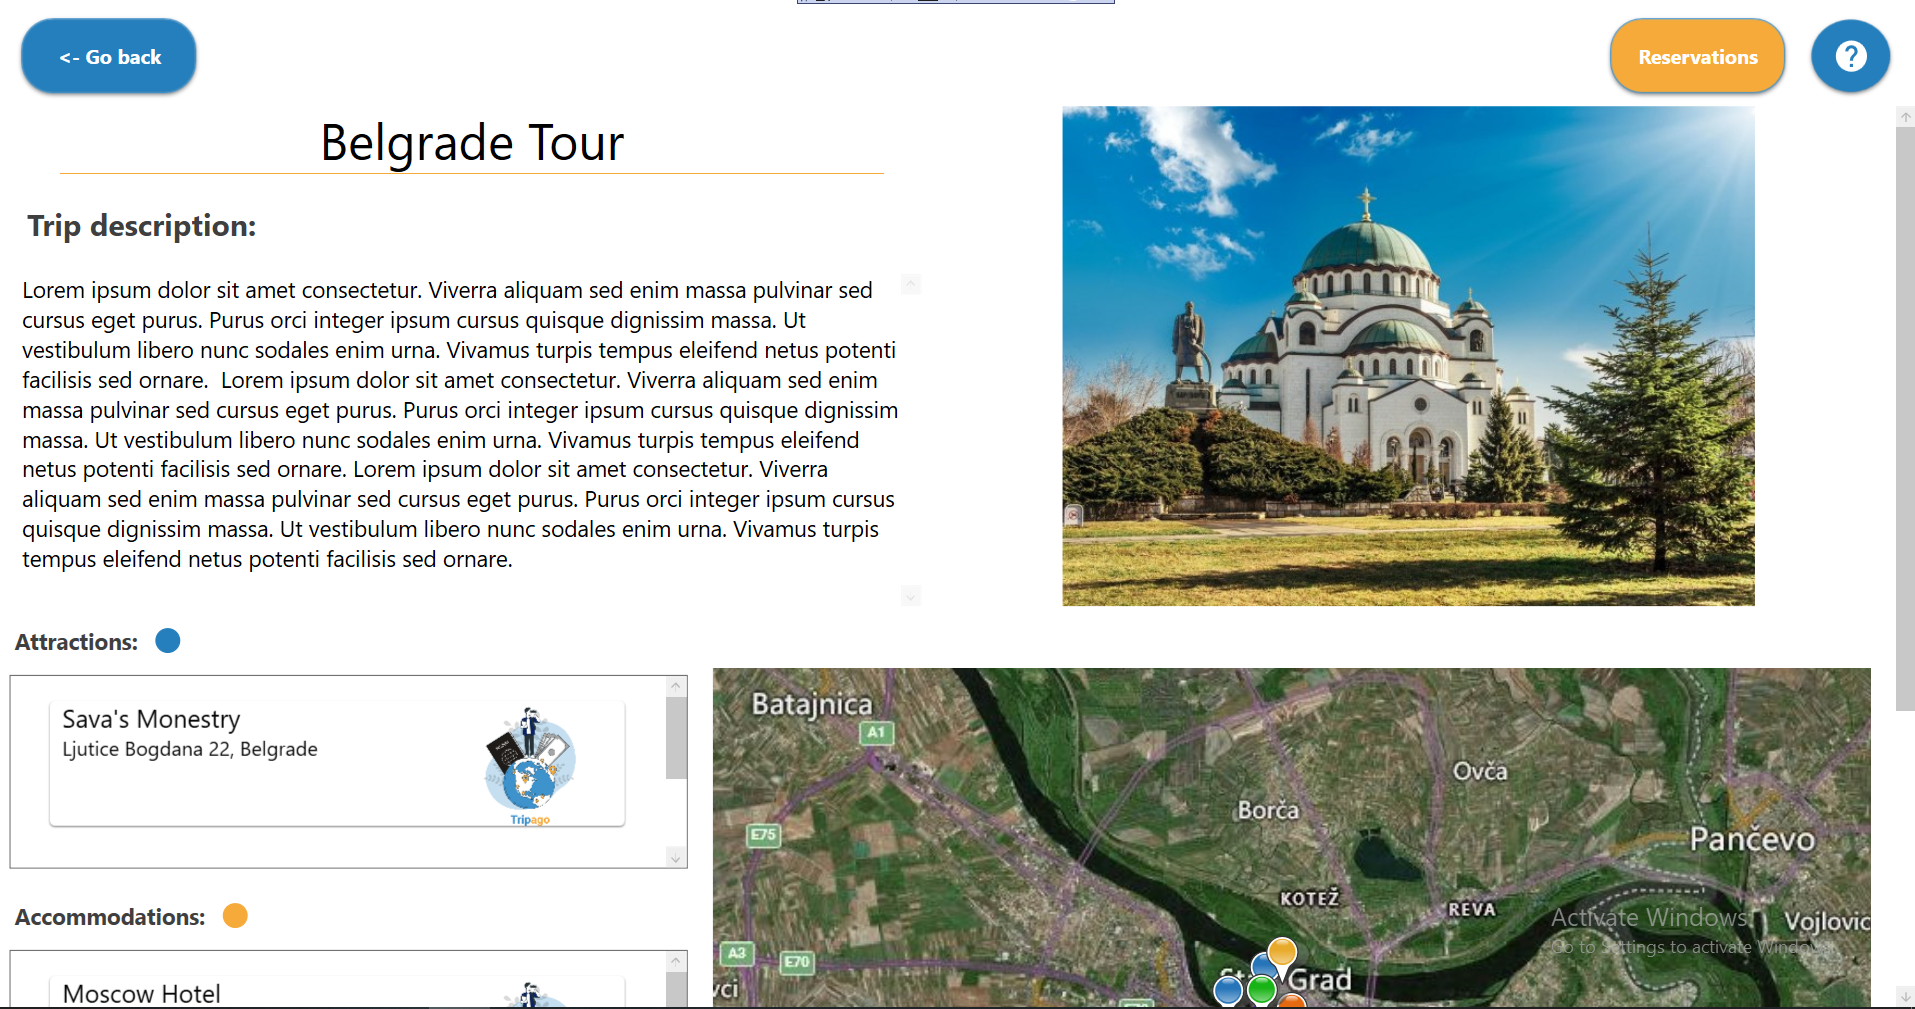 <- Go back
Reservations
?
Belgrade Tour
Trip description:
Lorem ipsum dolor sit amet consectetur. Viverra aliquam sed enim massa pulvinar sed
cursus eget purus. Purus orci integer ipsum cursus quisque dignissim massa. Ut
vestibulum libero nunc sodales enim urna. Vivamus turpis tempus eleifend netus potenti
facilisis sed ornare.  Lorem ipsum dolor sit amet consectetur. Viverra aliquam sed enim
massa pulvinar sed cursus eget purus. Purus orci integer ipsum cursus quisque dignissim
massa. Ut vestibulum libero nunc sodales enim urna. Vivamus turpis tempus eleifend
netus potenti facilisis sed ornare. Lorem ipsum dolor sit amet consectetur. Viverra
aliquam sed enim massa pulvinar sed cursus eget purus. Purus orci integer ipsum cursus
quisque dignissim massa. Ut vestibulum libero nunc sodales enim urna. Vivamus turpis
tempus eleifend netus potenti facilisis sed ornare.
Attractions:
Sava's Monestry
Ljutice Bogdana 22, Belgrade
Tripago
Accommodations:
Moscow Hotel
Batajnica
A1
Ovča
Borča
E75
Pančevo
KOTEŽ
REVA
Vojlovic
A3
E70
Grad
vci
Activate Windows
Go to Settings to activate Windows